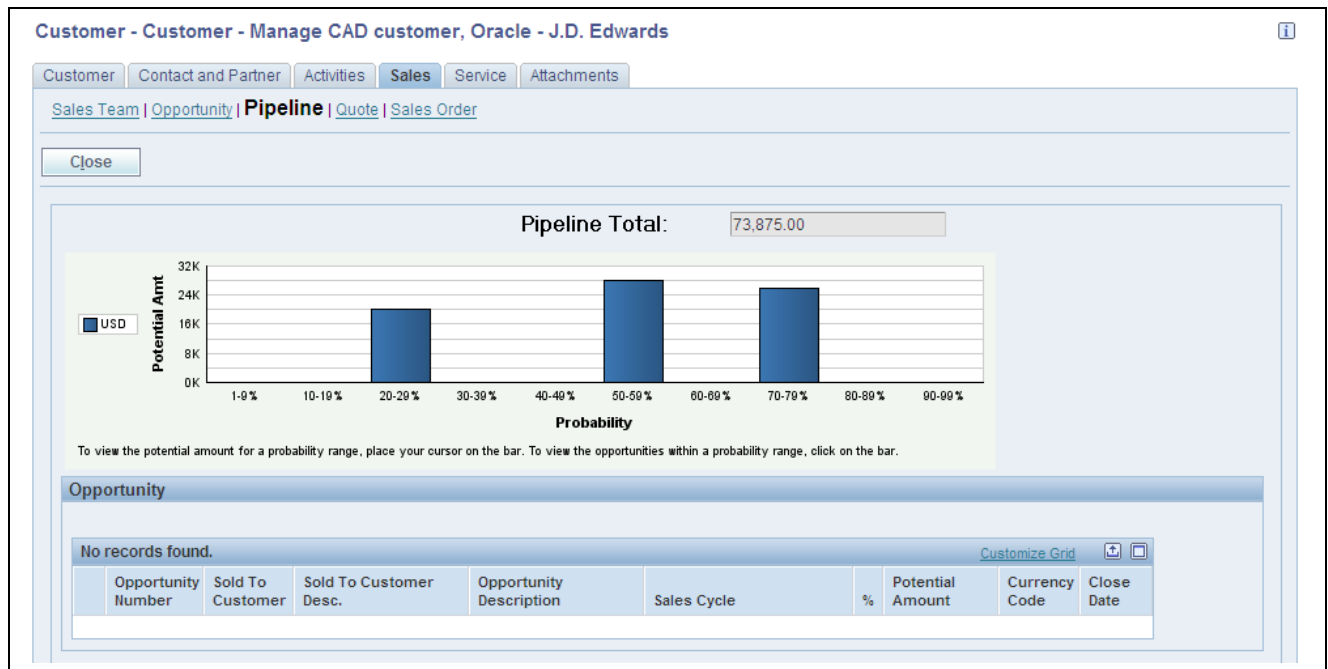 Customer - Customer - Manage CAD customer, Oracle - J.D. Edwards
i
Customer Contact and Partner Activities Sales Service Attachments
Sales Team | Opportunity | Pipeline | Quote | Sales Order
Close
Pipeline Total: 73,875.00
32K
24K
16K
8K
0K
Potential Amt
USD
1-9% 10-19% 20-29% 30-39% 40-49% 50-59% 60-69% 70-79% 80-89% 90-99%
Probability
To view the potential amount for a probability range, place your cursor on the bar. To view the opportunities within a probability range, click on the bar.
Opportunity
No records found. Customize Grid
Opportunity Number Sold To Customer Sold To Customer Desc. Opportunity Description Sales Cycle % Potential Amount Currency Code Close Date